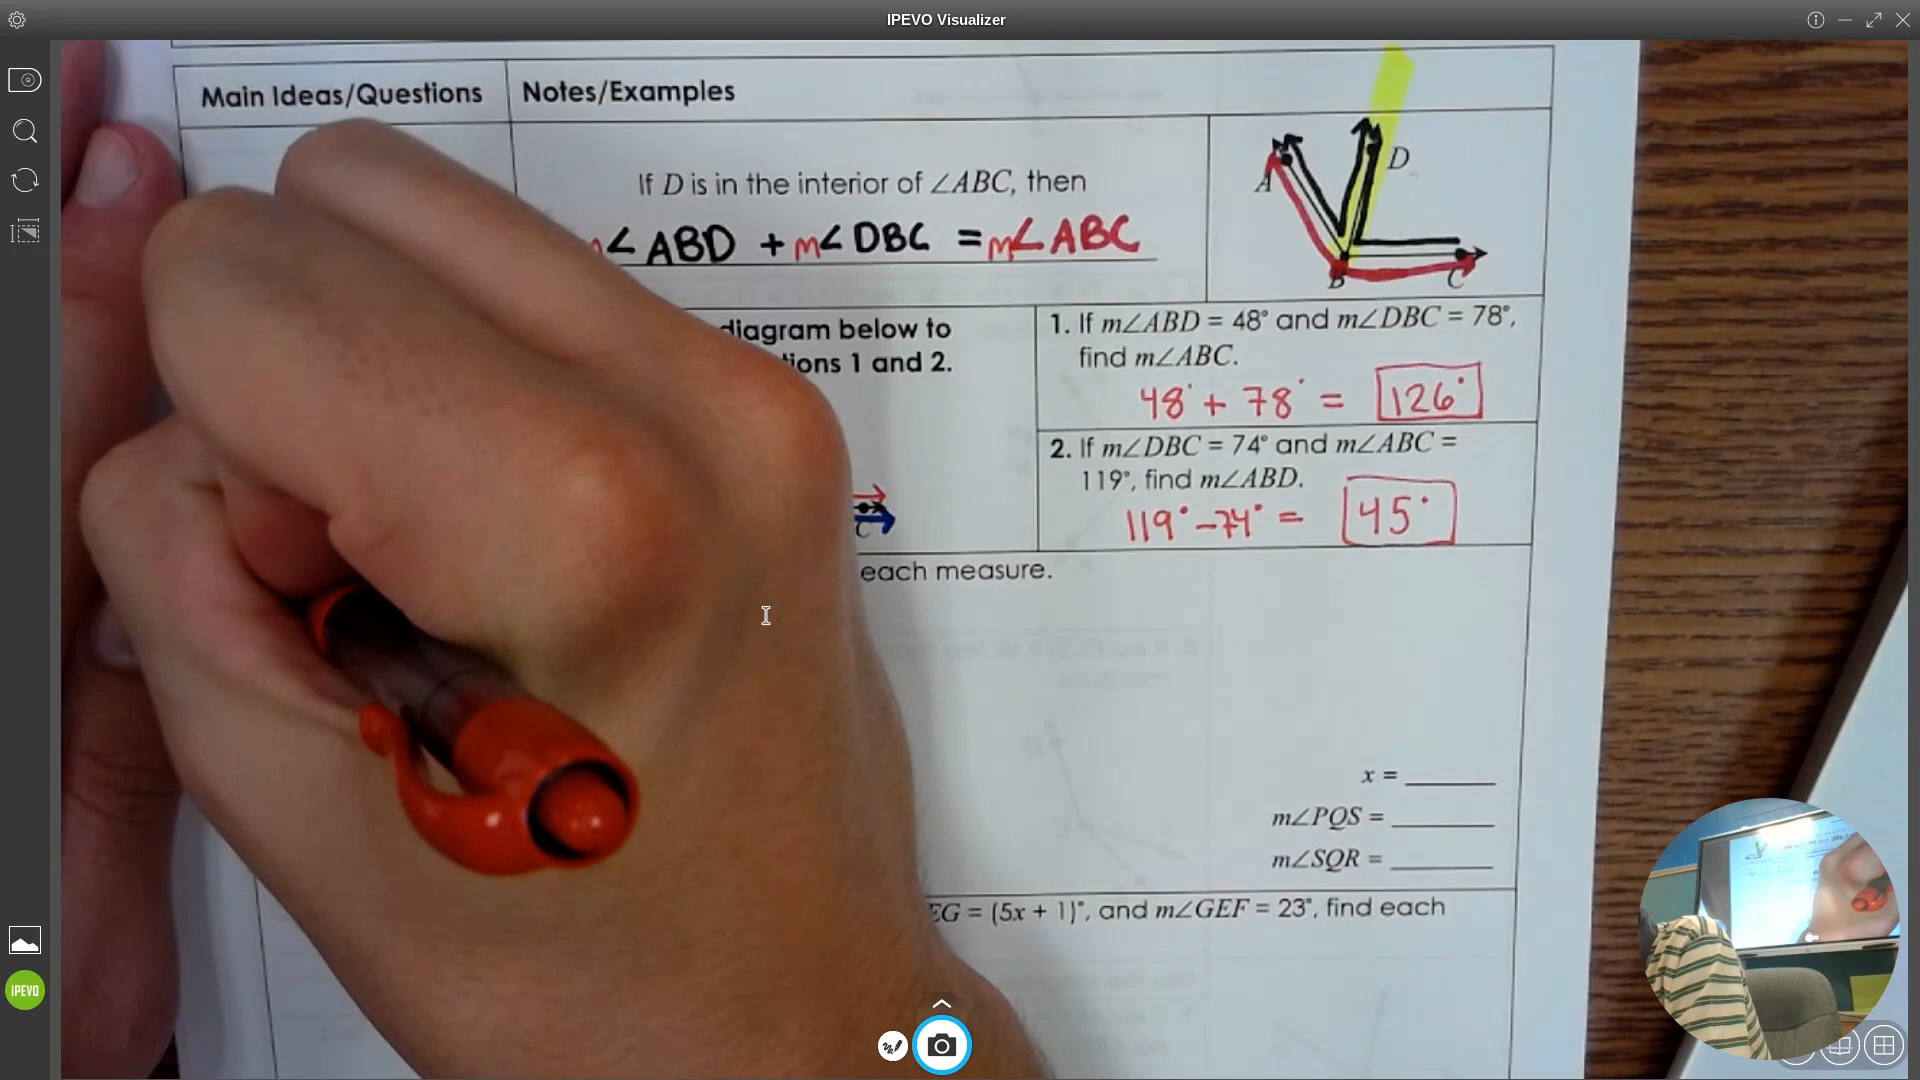 IPEVO Visualizer
Main Ideas/Questions
Notes/Examples
If D is in the interior of ∠ABC, then
∠ABD + m∠DBC = m∠ABC
A
D
B
C
diagram below to
ions 1 and 2.
C
1. If m∠ABD = 48° and m∠DBC = 78°,
find m∠ABC.
48° + 78° = 126°
2. If m∠DBC = 74° and m∠ABC =
119°, find m∠ABD.
119° – 74° = 45°
each measure.
x =
m∠PQS =
m∠SQR =
EG = (5x + 1)°, and m∠GEF = 23°, find each
IPEVO